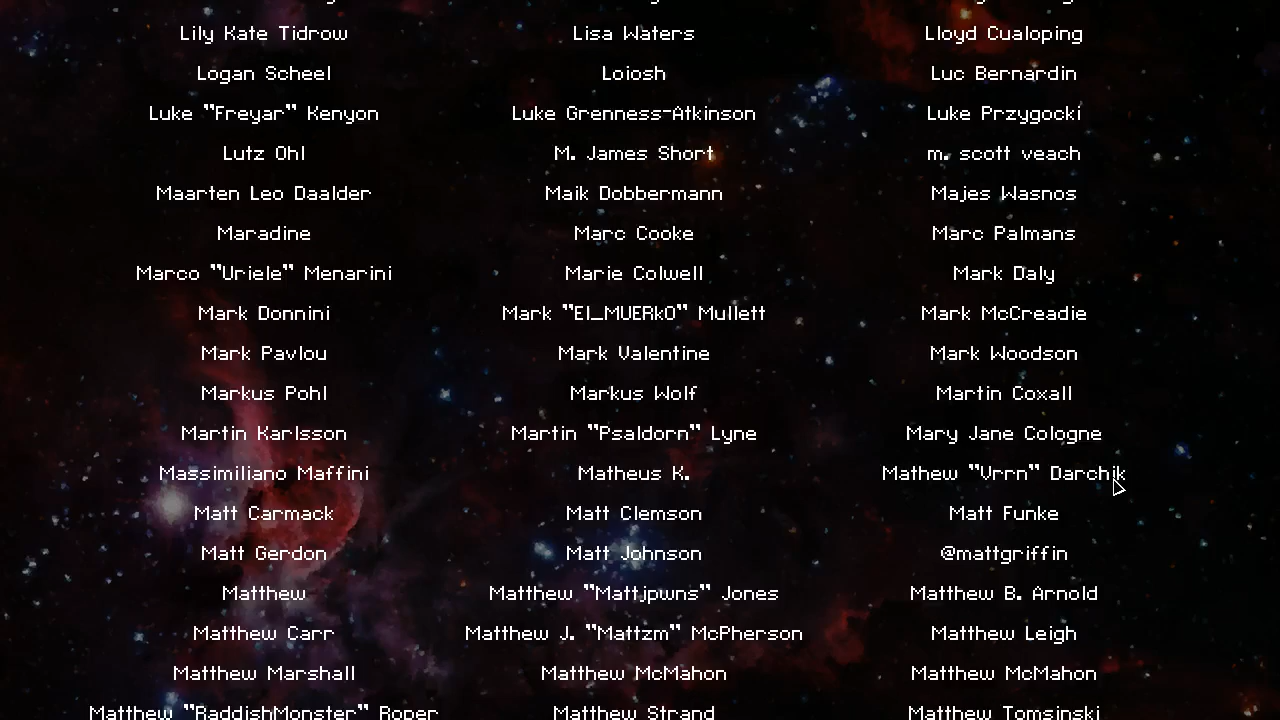 Lily Kate Tidrow Lisa Waters Lloyd Cualoping
Logan Scheel Loiosh Luc Bernardin
Luke "Freyar" Kenyon Luke Grenness-Atkinson Luke Przygocki
Lutz Ohl M. James Short m. scott veach
Maarten Leo Daalder Maik Dobbermann Majes Wasnos
Maradine Marc Cooke Marc Palmans
Marco "Uriele" Menarini Marie Colwell Mark Daly
Mark Donnini Mark "El_MUERkO" Mullett Mark McCreadie
Mark Pavlou Mark Valentine Mark Woodson
Markus Pohl Markus Wolf Martin Coxall
Martin Karlsson Martin "Psaldorn" Lyne Mary Jane Cologne
Massimiliano Maffini Matheus K. Mathew "Vrrn" Darchik
Matt Carmack Matt Clemson Matt Funke
Matt Gerdon Matt Johnson @mattgriffin
Matthew Matthew "Mattjpwns" Jones Matthew B. Arnold
Matthew Carr Matthew J. "Mattzm" McPherson Matthew Leigh
Matthew Marshall Matthew McMahon Matthew McMahon
Matthew "RaddishMonster" Roper Matthew Strand Matthew Tomsinski